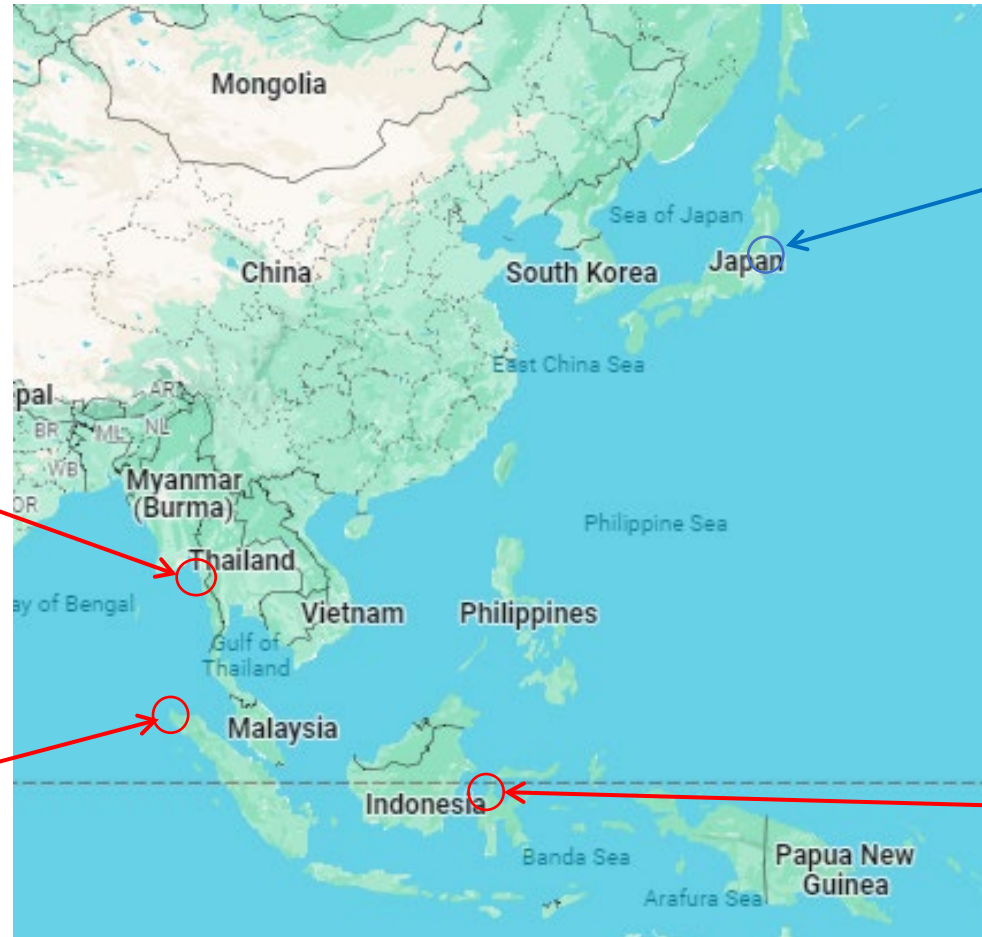 Mongolia
Sea of Japan
Japan
China
South Korea
East China Sea
pal
AR
BR
ML
NL
WB
Myanmar
(Burma)
OR
Philippine Sea
Thailand
ay of Bengal
Vietnam
Philippines
Gulf of
Thailand
Malaysia
Indonesia
Banda Sea
Papua New
Guinea
Arafura Sea